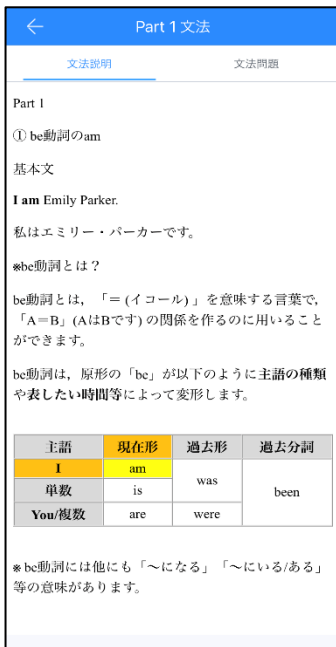 Part 1 文法
文法説明 文法問題
Part 1
① be動詞のam
基本文
I am Emily Parker.
私はエミリー・パーカーです。
※be動詞とは？
be動詞とは，「＝ (イコール) 」を意味する言葉で，
「A＝B」(AはBです) の関係を作るのに用いること
ができます。
be動詞は，原形の「be」が以下のように主語の種類
や表したい時間等によって変形します。
主語 現在形 過去形 過去分詞
I am was been
単数 is
You/複数 are were
※ be動詞には他にも「～になる」「～にいる/ある」
等の意味があります。